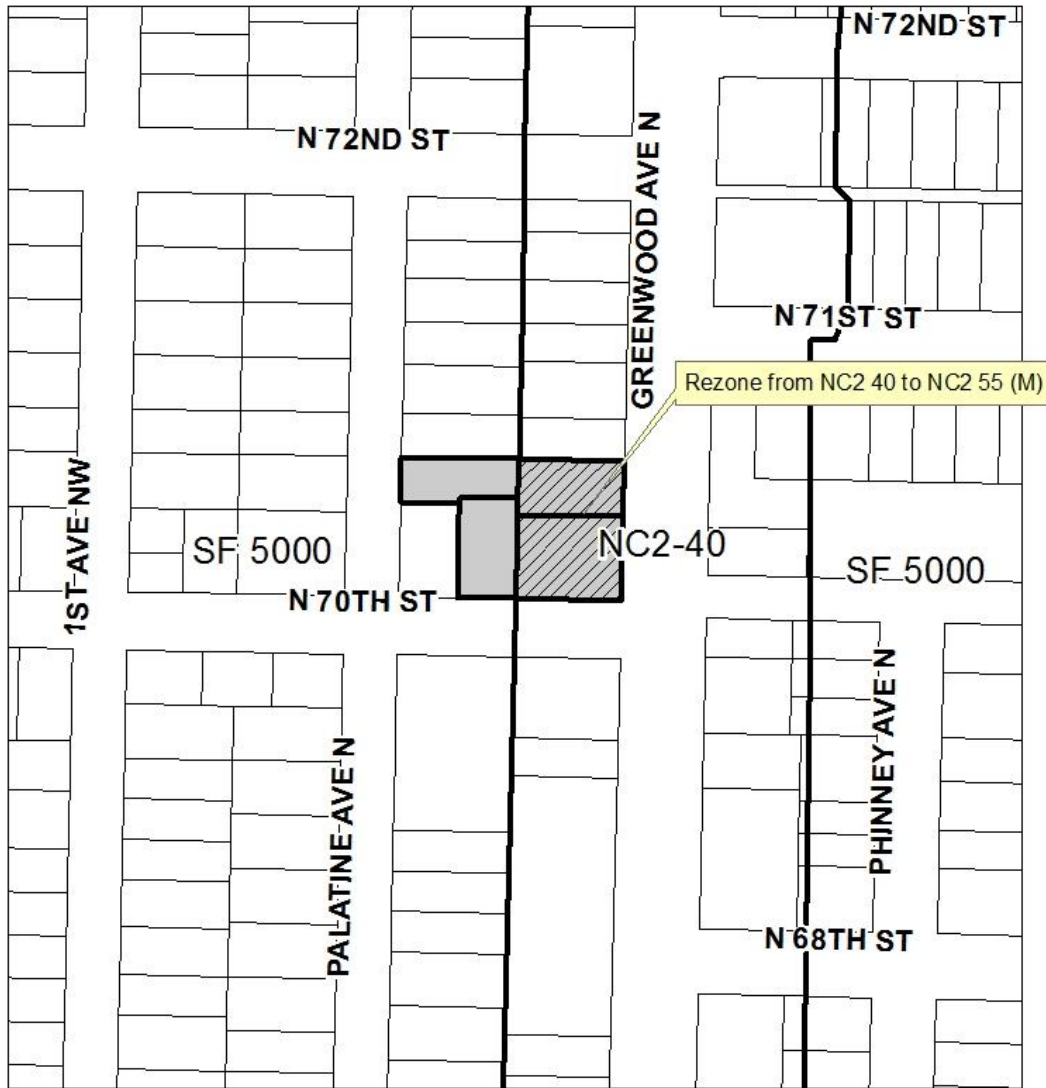 N 72ND ST
N 72ND ST
GREENWOOD AVE N
N 71ST ST
Rezone from NC2 40 to NC2 55 (M)
1ST AVE NW
SF 5000
NC2-40
SF 5000
N 70TH ST
PALATINE AVE N
PHINNEY AVE N
N 68TH ST